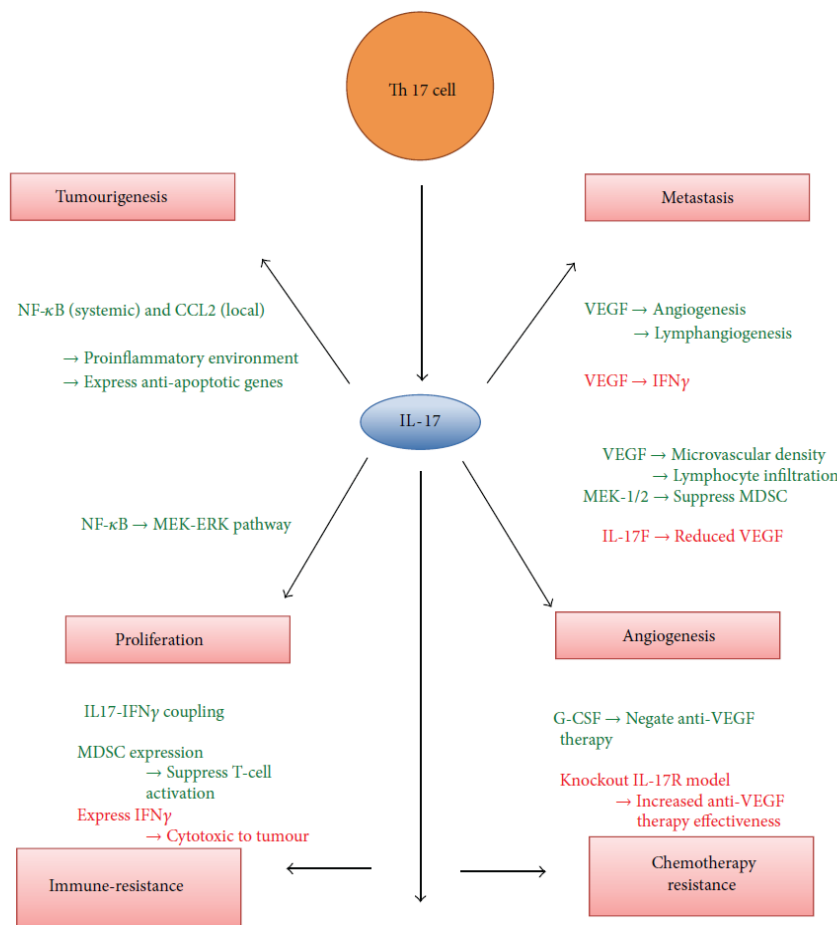 Th 17 cell
Tumourigenesis
Metastasis
NF-κB (systemic) and CCL2 (local)
→ Proinflammatory environment
→ Express anti-apoptotic genes
VEGF → Angiogenesis
→ Lymphangiogenesis
VEGF → IFNγ
IL-17
NF-κB → MEK-ERK pathway
VEGF → Microvascular density
→ Lymphocyte infiltration
MEK-1/2 → Suppress MDSC
IL-17F → Reduced VEGF
Proliferation
Angiogenesis
IL17-IFNγ coupling
MDSC expression
→ Suppress T-cell
activation
Express IFNγ
→ Cytotoxic to tumour
G-CSF → Negate anti-VEGF
therapy
Knockout IL-17R model
→ Increased anti-VEGF
therapy effectiveness
Immune-resistance
Chemotherapy
resistance